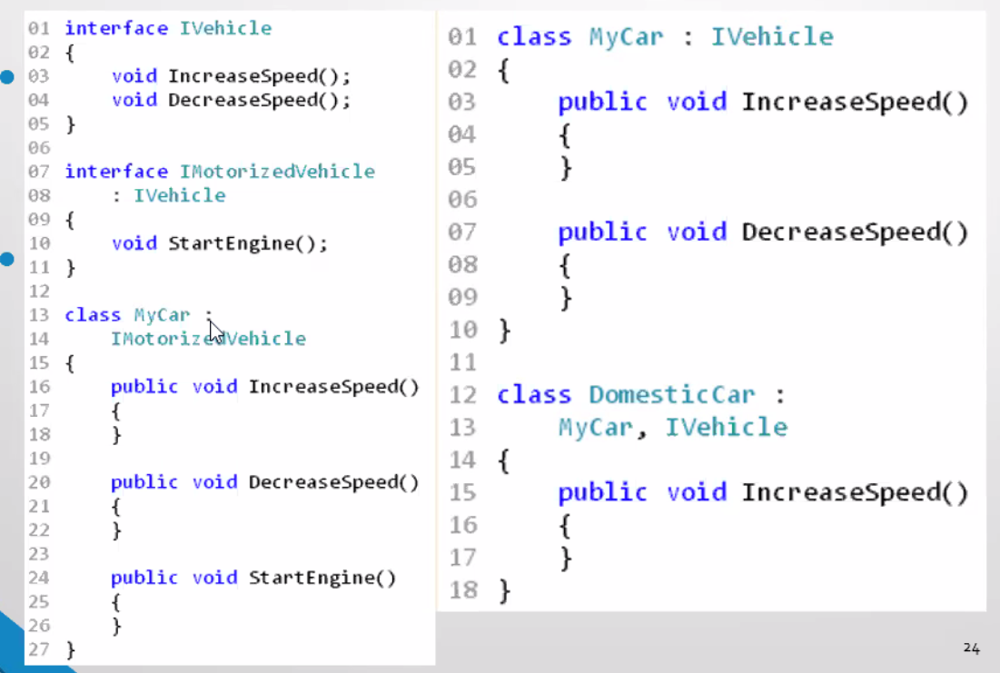 01 interface IVehicle
02 {
03     void IncreaseSpeed();
04     void DecreaseSpeed();
05 }
06
07 interface IMotorizedVehicle
08     : IVehicle
09 {
10     void StartEngine();
11 }
12
13 class MyCar :
14     IMotorizedVehicle
15 {
16     public void IncreaseSpeed()
17     {
18     }
19
20     public void DecreaseSpeed()
21     {
22     }
23
24     public void StartEngine()
25     {
26     }
27 }
01 class MyCar : IVehicle
02 {
03     public void IncreaseSpeed()
04     {
05     }
06
07     public void DecreaseSpeed()
08     {
09     }
10 }
11
12 class DomesticCar :
13     MyCar, IVehicle
14 {
15     public void IncreaseSpeed()
16     {
17     }
18 }
24